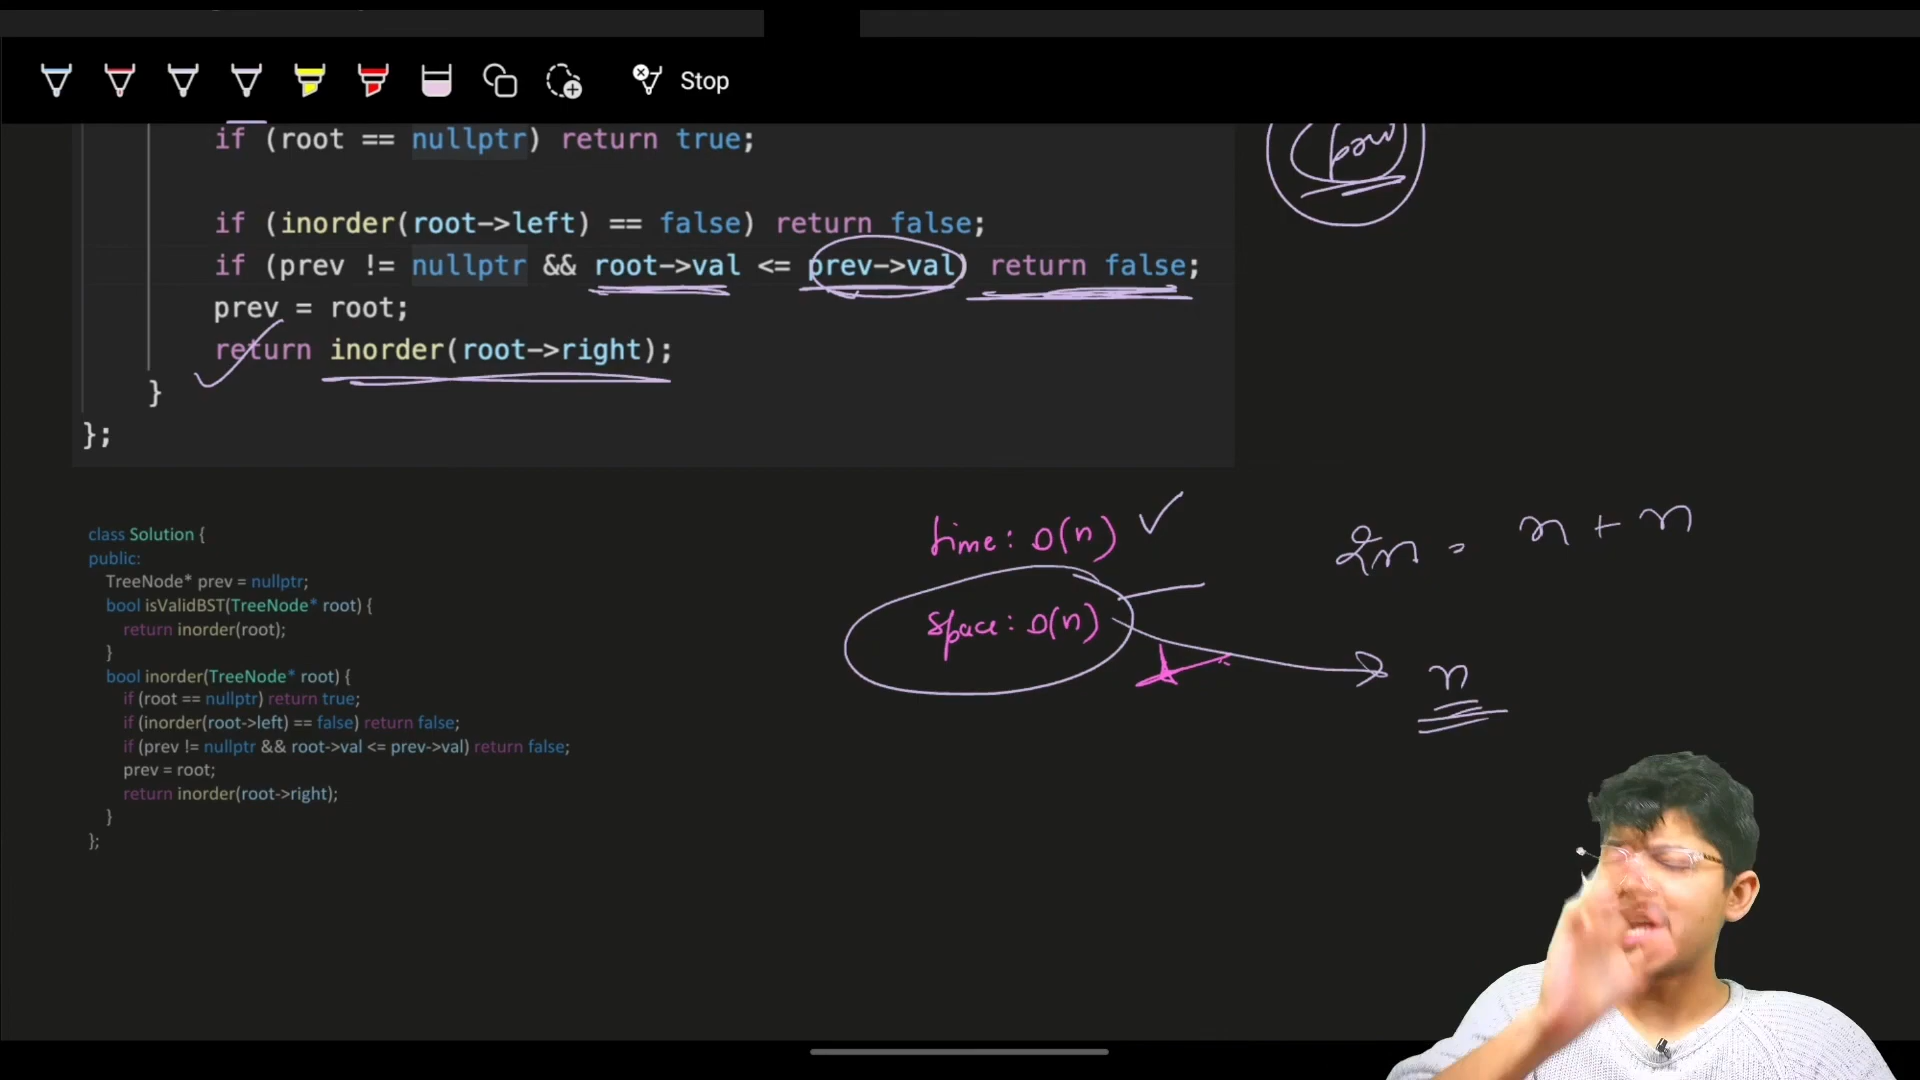 Stop
if (root == nullptr) return true;
prev
if (inorder(root->left) == false) return false;
if (prev != nullptr && root->val <= prev->val) return false;
prev = root;
return inorder(root->right);
}
};
class Solution {
public:
TreeNode* prev = nullptr;
bool isValidBST(TreeNode* root) {
return inorder(root);
}
bool inorder(TreeNode* root) {
if (root == nullptr) return true;
if (inorder(root->left) == false) return false;
if (prev != nullptr && root->val <= prev->val) return false;
prev = root;
return inorder(root->right);
}
};
time: O(n)
space: O(n)
2n = n + n
n